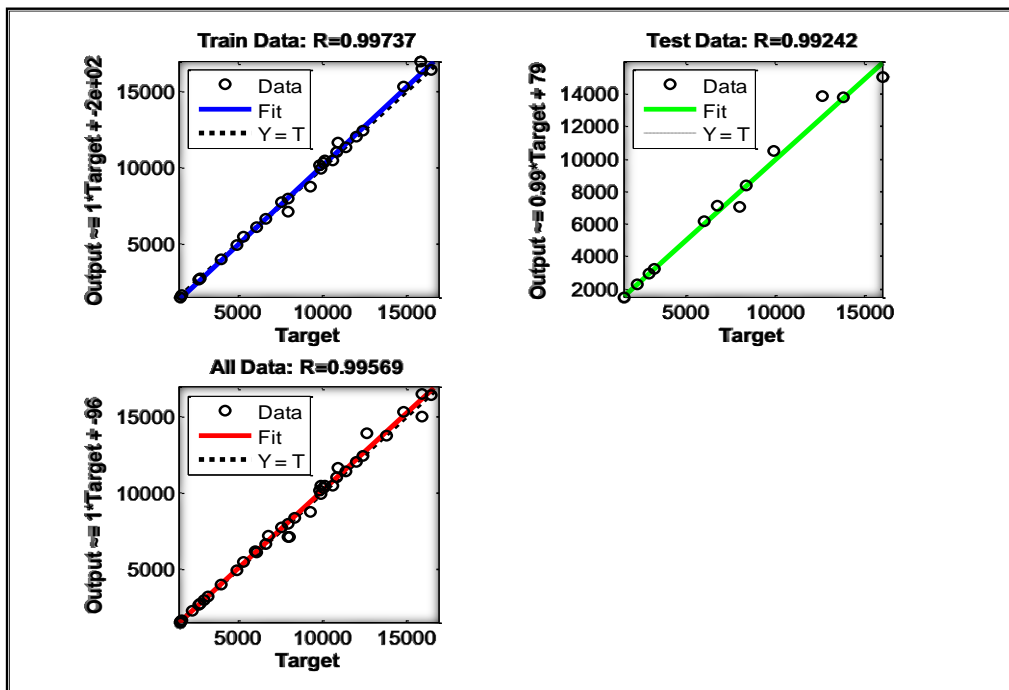 Train Data: R=0.99737
Output ~= 1*Target + -2e+02
15000
10000
5000
Data
Fit
Y = T
5000 10000 15000
Target
Test Data: R=0.99242
Output ~= 0.99*Target + 79
14000
12000
10000
8000
6000
4000
2000
Data
Fit
Y = T
5000 10000 15000
Target
All Data: R=0.99569
Output ~= 1*Target + -96
15000
10000
5000
Data
Fit
Y = T
5000 10000 15000
Target